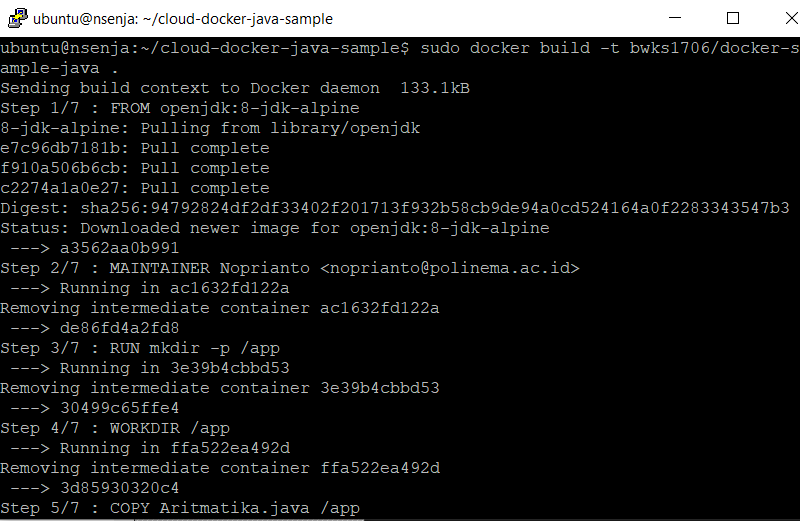 ubuntu@nsenja: ~/cloud-docker-java-sample
ubuntu@nsenja:~/cloud-docker-java-sample$ sudo docker build -t bwks1706/docker-s
ample-java .
Sending build context to Docker daemon  133.1kB
Step 1/7 : FROM openjdk:8-jdk-alpine
8-jdk-alpine: Pulling from library/openjdk
e7c96db7181b: Pull complete
f910a506b6cb: Pull complete
c2274a1a0e27: Pull complete
Digest: sha256:94792824df2df33402f201713f932b58cb9de94a0cd524164a0f2283343547b3
Status: Downloaded newer image for openjdk:8-jdk-alpine
 ---> a3562aa0b991
Step 2/7 : MAINTAINER Noprianto <noprianto@polinema.ac.id>
 ---> Running in ac1632fd122a
Removing intermediate container ac1632fd122a
 ---> de86fd4a2fd8
Step 3/7 : RUN mkdir -p /app
 ---> Running in 3e39b4cbbd53
Removing intermediate container 3e39b4cbbd53
 ---> 30499c65ffe4
Step 4/7 : WORKDIR /app
 ---> Running in ffa522ea492d
Removing intermediate container ffa522ea492d
 ---> 3d85930320c4
Step 5/7 : COPY Aritmatika.java /app